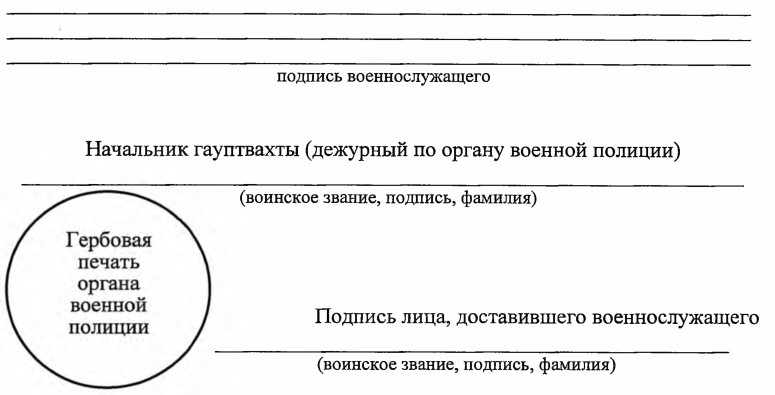 подпись военнослужащего
Начальник гауптвахты (дежурный по органу военной полиции)
(воинское звание, подпись, фамилия)
Гербовая
печать
органа
военной
полиции
Подпись лица, доставившего военнослужащего
(воинское звание, подпись, фамилия)